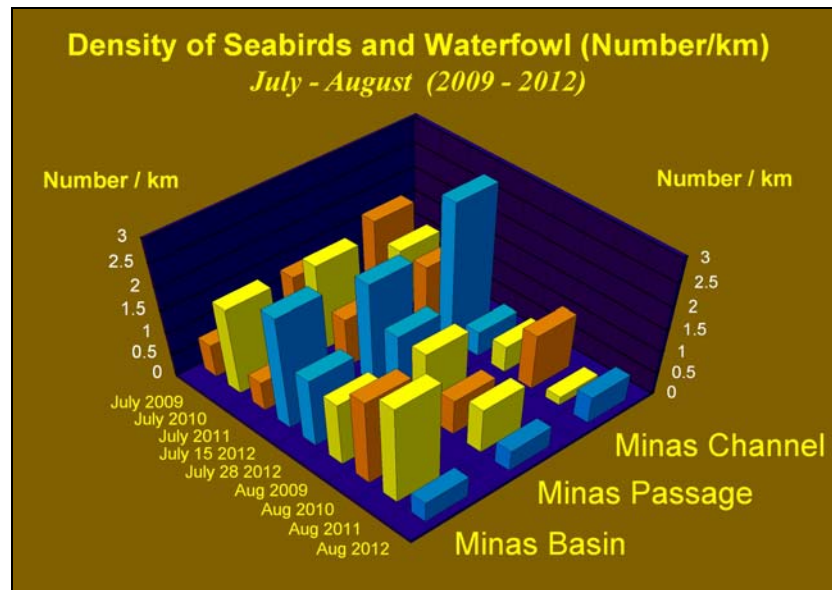 Density of Seabirds and Waterfowl (Number/km)
July - August (2009 - 2012)
Number / km
Number / km
3
2.5
2
1.5
1
0.5
0
3
2.5
2
1.5
1
0.5
0
July 2009
July 2010
July 2011
July 15 2012
July 28 2012
Aug 2009
Aug 2010
Aug 2011
Aug 2012
Minas Channel
Minas Passage
Minas Basin